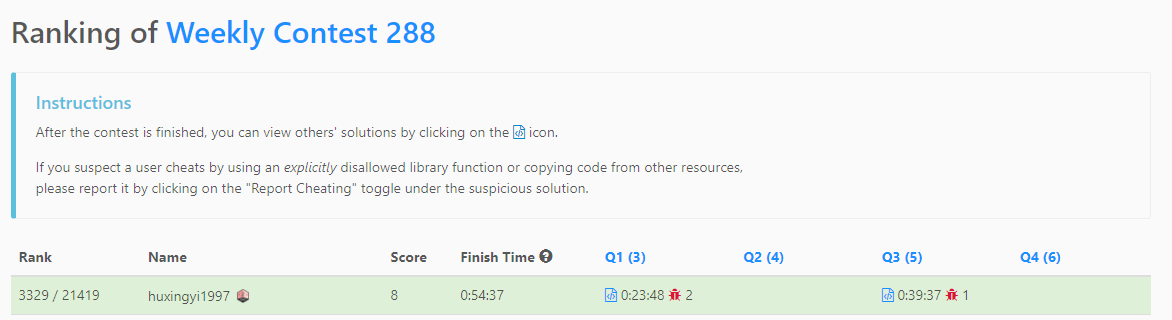 Ranking of Weekly Contest 288
Instructions
After the contest is finished, you can view others' solutions by clicking on the icon.
If you suspect a user cheats by using an explicitly disallowed library function or copying code from other resources,
please report it by clicking on the "Report Cheating" toggle under the suspicious solution.
Rank Name Score Finish Time Q1 (3) Q2 (4) Q3 (5) Q4 (6)
3329 / 21419 huxingyi1997 8 0:54:37 0:23:48 2 0:39:37 1